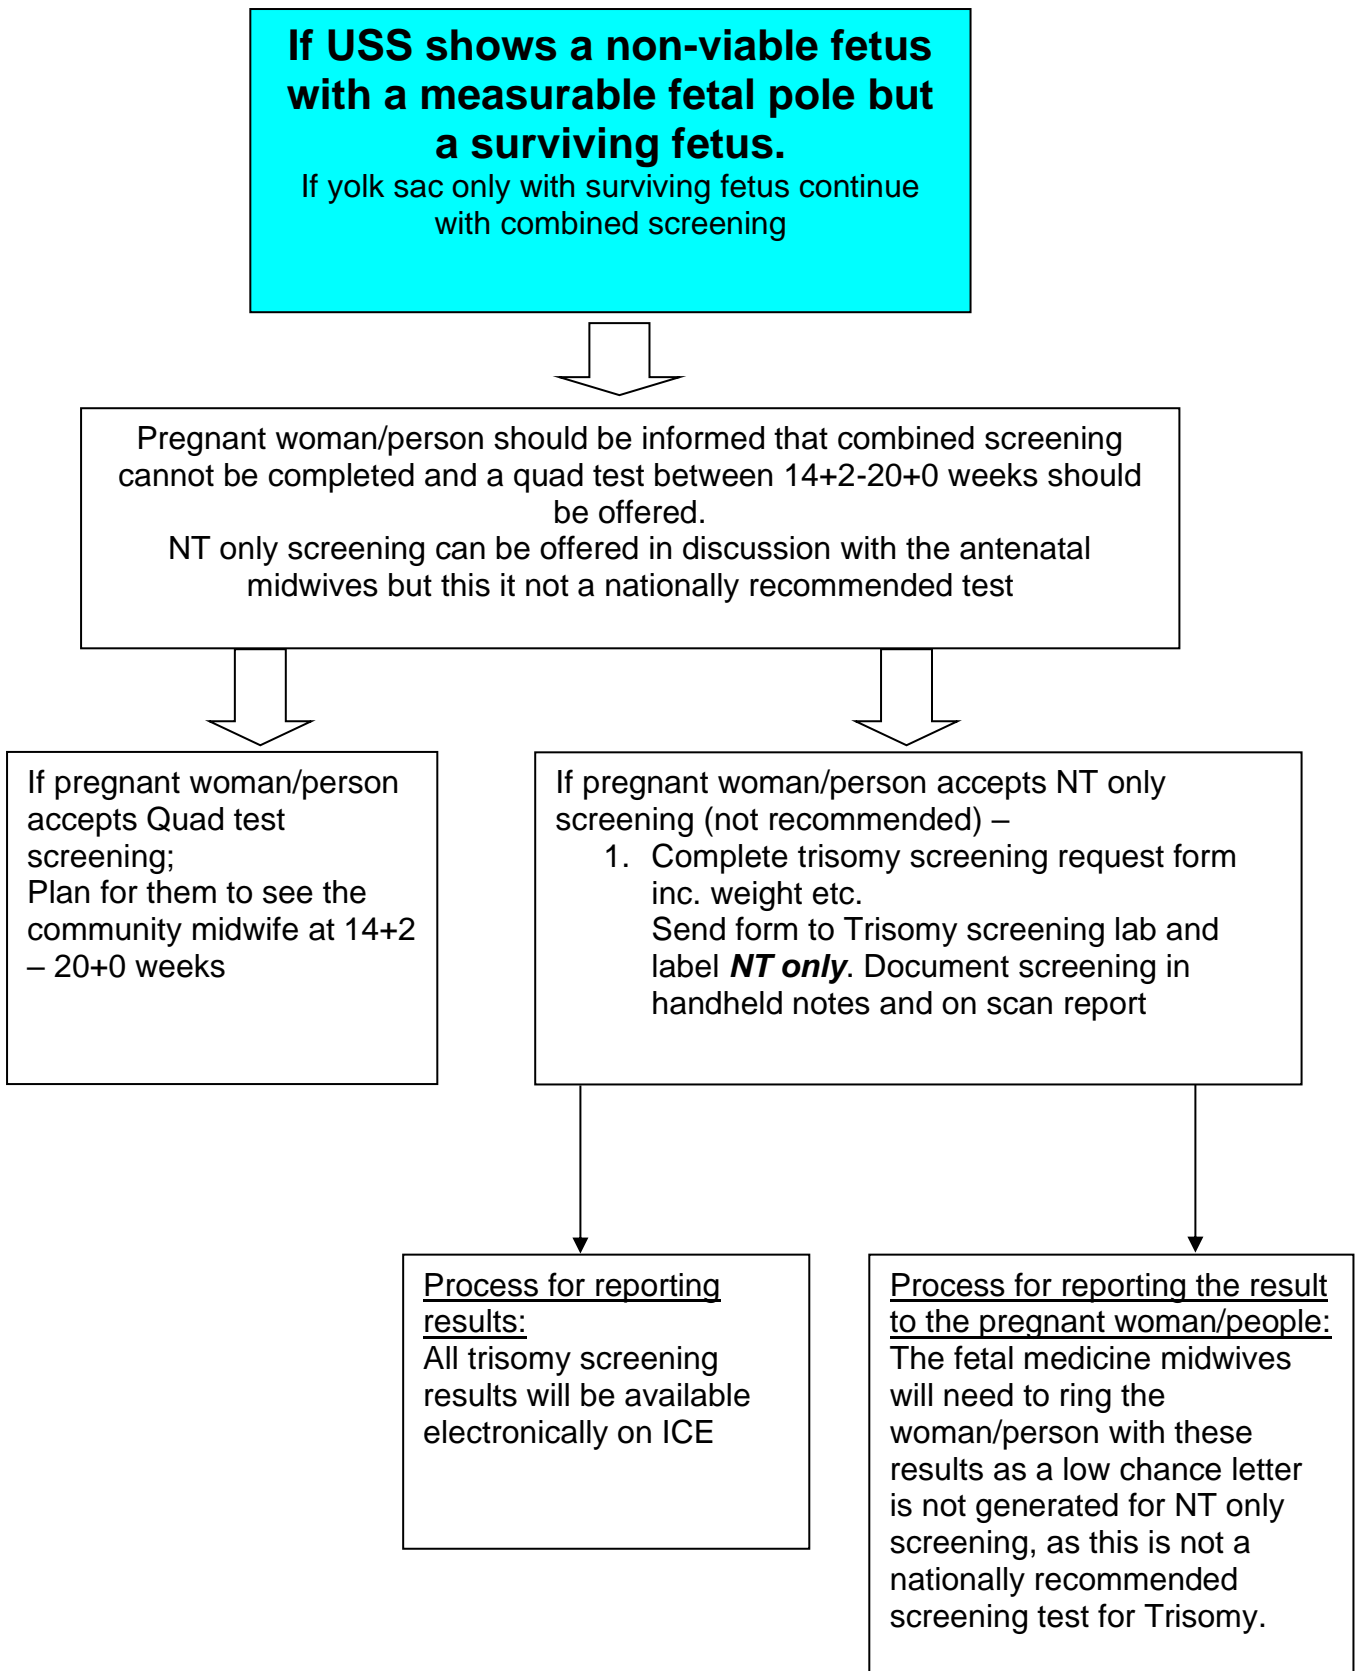 If USS shows a non-viable fetus
with a measurable fetal pole but
a surviving fetus.
If yolk sac only with surviving fetus continue
with combined screening
Pregnant woman/person should be informed that combined screening
cannot be completed and a quad test between 14+2-20+0 weeks should
be offered.
NT only screening can be offered in discussion with the antenatal
midwives but this it not a nationally recommended test
If pregnant woman/person
accepts Quad test
screening;
Plan for them to see the
community midwife at 14+2
– 20+0 weeks
If pregnant woman/person accepts NT only
screening (not recommended) –
1. Complete trisomy screening request form
inc. weight etc.
Send form to Trisomy screening lab and
label NT only. Document screening in
handheld notes and on scan report
Process for reporting
results:
All trisomy screening
results will be available
electronically on ICE
Process for reporting the result
to the pregnant woman/people:
The fetal medicine midwives
will need to ring the
woman/person with these
results as a low chance letter
is not generated for NT only
screening, as this is not a
nationally recommended
screening test for Trisomy.